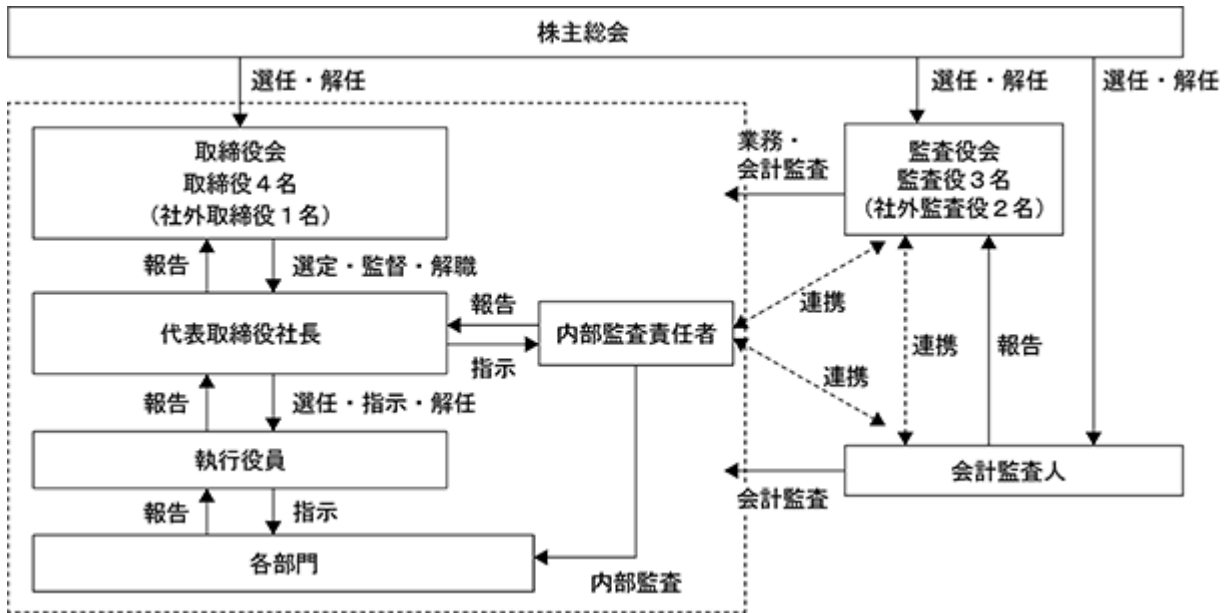 株主総会
選任・解任
選任・解任
選任・解任
取締役会
取締役4名
(社外取締役1名)
業務・
会計監査
監査役会
監査役3名
(社外監査役2名)
報告
選定・監督・解職
代表取締役社長
報告
指示
内部監査責任者
連携
連携
連携
報告
報告
選任・指示・解任
執行役員
会計監査
会計監査人
報告
指示
各部門
内部監査